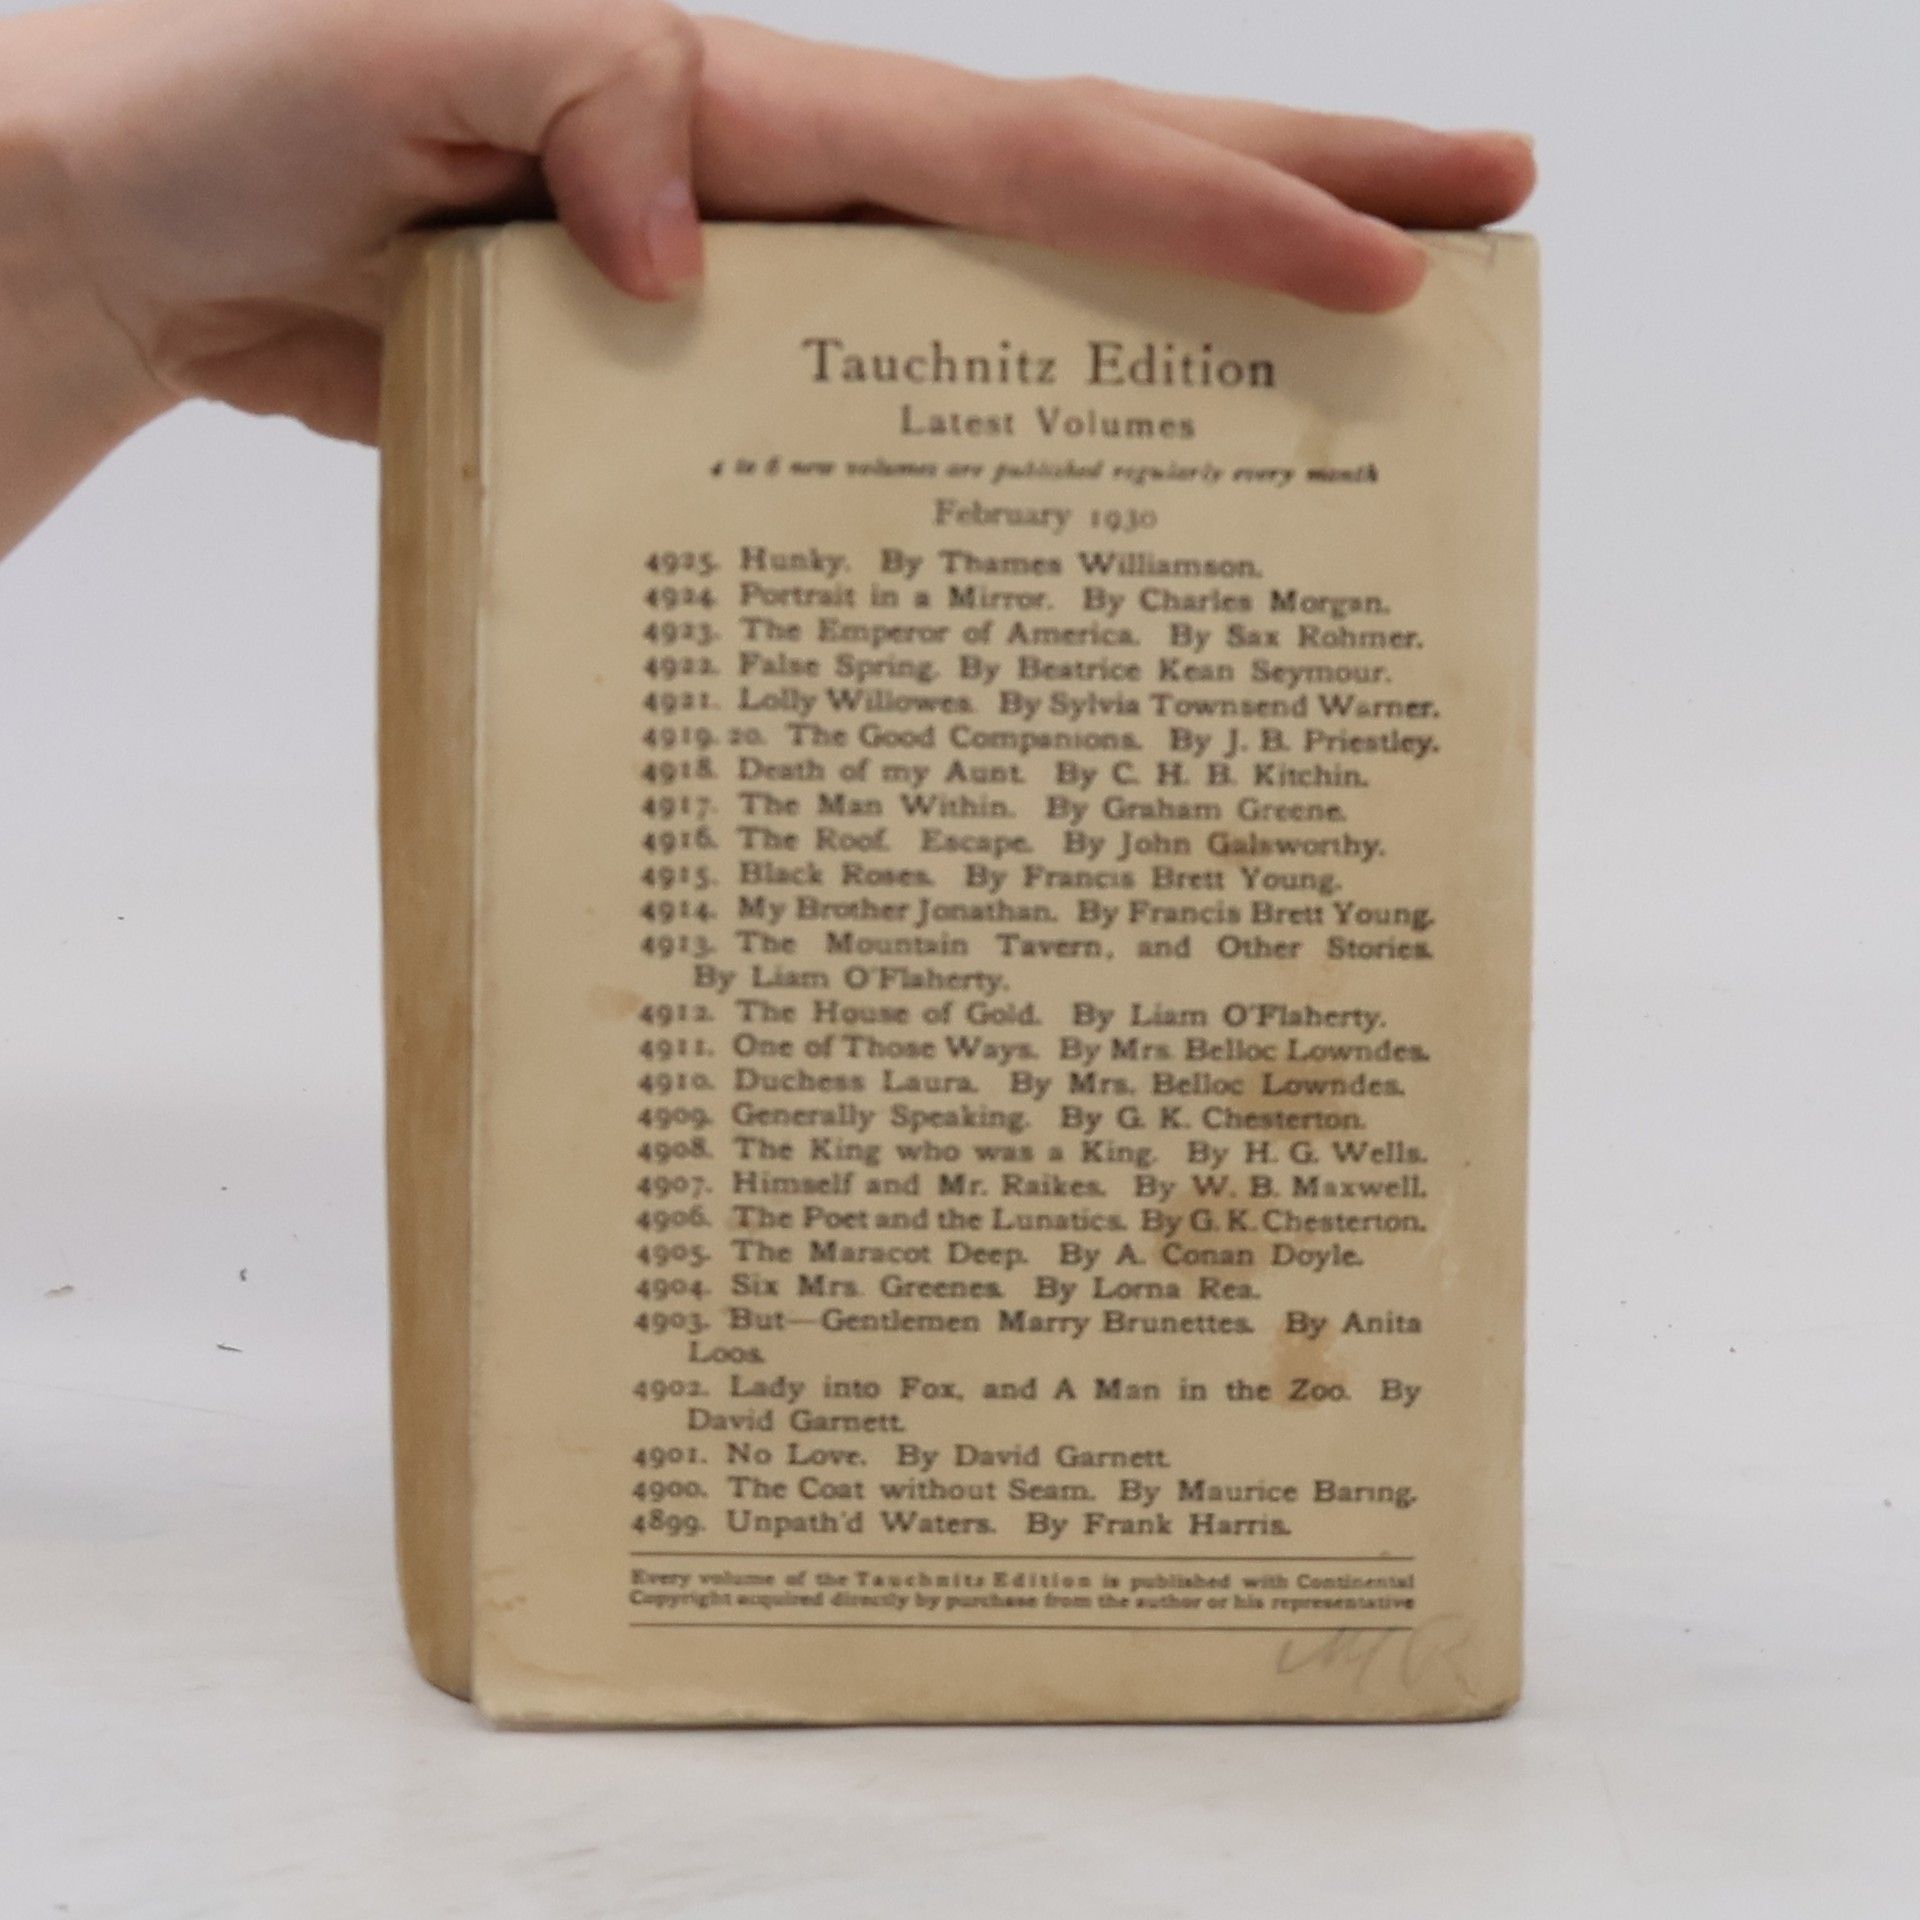 Tauchnitz Edition
Latest Volumes
4 to 8 new volumes are published regularly every month
February 1930
4925. Hunky. By Thames Williamson.
4924. Portrait in a Mirror. By Charles Morgan.
4923. The Emperor of America. By Sax Rohmer.
4922. False Spring. By Beatrice Kean Seymour.
4921. Lolly Willowes. By Sylvia Townsend Warner.
4919. 20. The Good Companions. By J. B. Priestley.
4918. Death of my Aunt. By C. H. B. Kitchin.
4917. The Man Within. By Graham Greene.
4916. The Roof. Escape. By John Galsworthy.
4915. Black Roses. By Francis Brett Young.
4914. My Brother Jonathan. By Francis Brett Young.
4913. The Mountain Tavern, and Other Stories.
By Liam O'Flaherty.
4912. The House of Gold. By Liam O'Flaherty.
4911. One of Those Ways. By Mrs. Belloc Lowndes.
4910. Duchess Laura. By Mrs. Belloc Lowndes.
4909. Generally Speaking. By G. K. Chesterton.
4908. The King who was a King. By H. G. Wells.
4907. Himself and Mr. Raikes. By W. B. Maxwell.
4906. The Poet and the Lunatics. By G. K. Chesterton.
4905. The Maracot Deep. By A. Conan Doyle.
4904. Six Mrs. Greenes. By Lorna Rea.
4903. But—Gentlemen Marry Brunettes. By Anita
Loos.
4902. Lady into Fox, and A Man in the Zoo. By
David Garnett.
4901. No Love. By David Garnett.
4900. The Coat without Seam. By Maurice Baring.
4899. Unpath'd Waters. By Frank Harris.
Every volume of the Tauchnitz Edition is published with Continental
Copyright acquired directly by purchase from the author or his representative